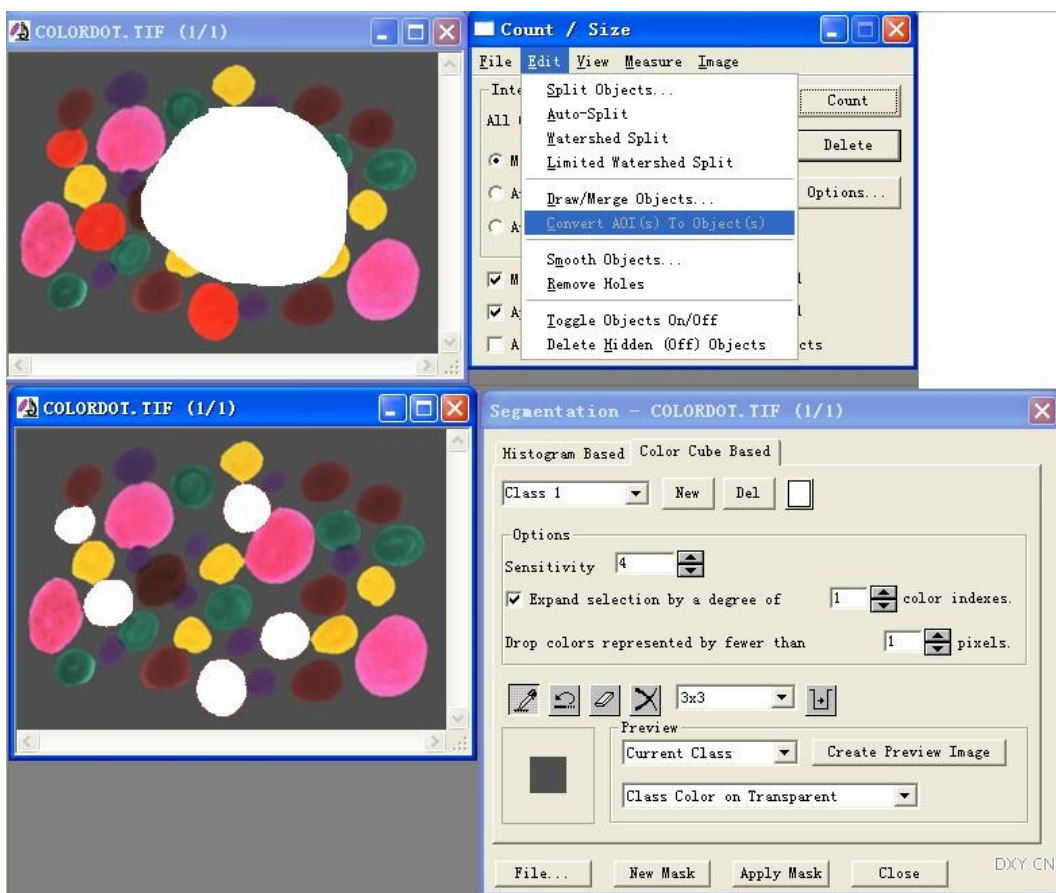 COLORDOT.TIF (1/1)
Count / Size
File Edit View Measure Image
Split Objects...
Auto-Split
Watershed Split
Limited Watershed Split
Draw/Merge Objects...
Convert AOI(s) To Object(s)
Smooth Objects...
Remove Holes
Toggle Objects On/Off
Delete Hidden (Off) Objects
Count
Delete
Options...
COLORDOT.TIF (1/1)
Segmentation - COLORDOT.TIF (1/1)
Histogram Based Color Cube Based
Class 1 New Del
Options
Sensitivity 4
Expand selection by a degree of 1 color indexes.
Drop colors represented by fewer than 1 pixels.
3x3
Preview
Current Class Create Preview Image
Class Color on Transparent
File... New Mask Apply Mask Close
DXY.CN